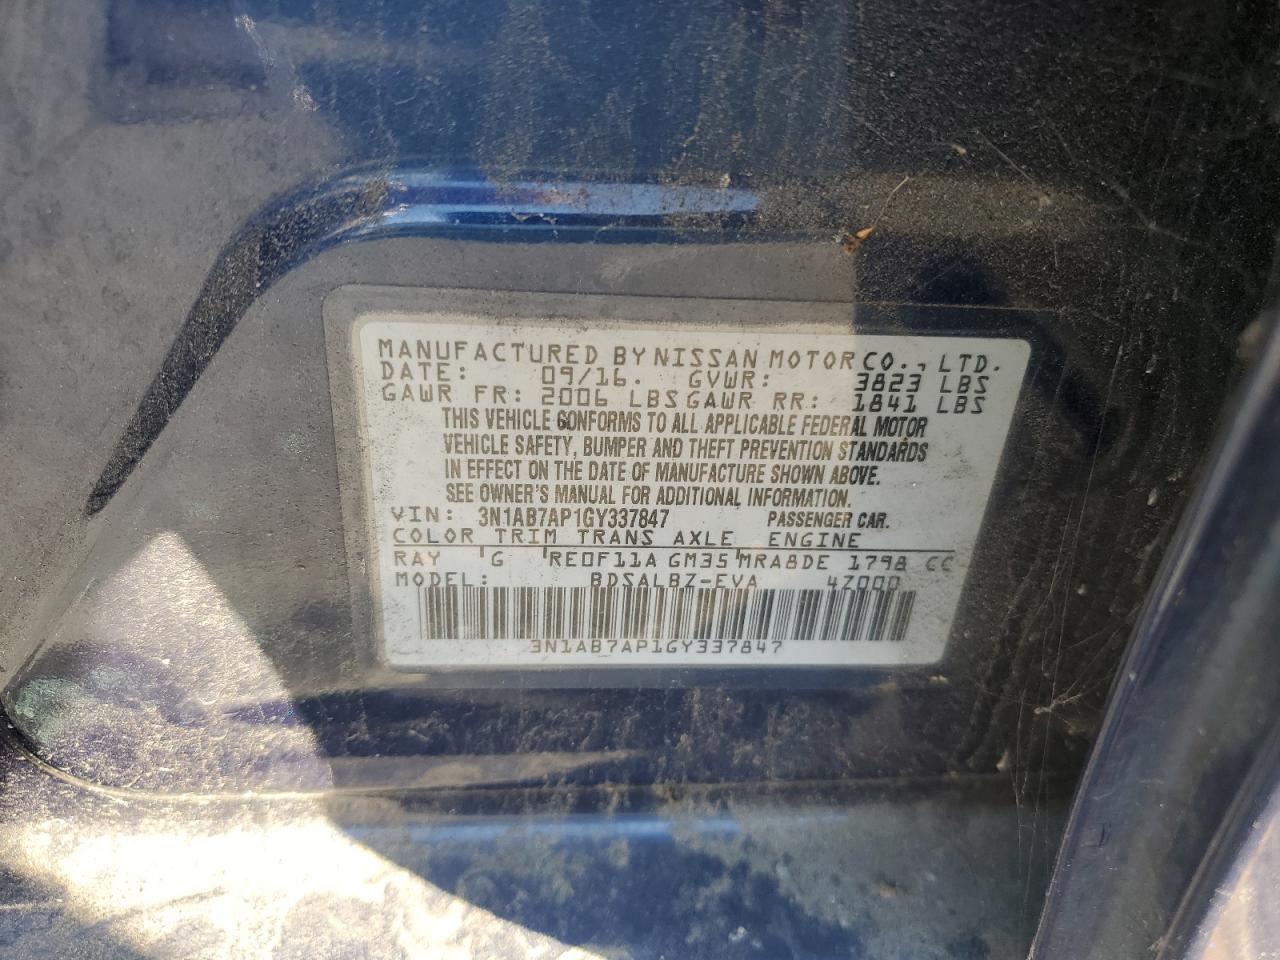 MANUFACTURED BY NISSAN MOTOR CO., LTD.
DATE: 09/16. GVWR: 3823 LBS
GAWR FR: 2006 LBS GAWR RR: 1841 LBS
THIS VEHICLE CONFORMS TO ALL APPLICABLE FEDERAL MOTOR
VEHICLE SAFETY, BUMPER AND THEFT PREVENTION STANDARDS
IN EFFECT ON THE DATE OF MANUFACTURE SHOWN ABOVE.
SEE OWNER'S MANUAL FOR ADDITIONAL INFORMATION.
VIN: 3N1AB7AP1GY337847 PASSENGER CAR.
COLOR TRIM TRANS AXLE ENGINE
RAY G RE0F11A GM35 MRA8DE 1798 CC
MODEL: BDSALBZ-EVA 4Z000
3N1AB7AP1GY337847